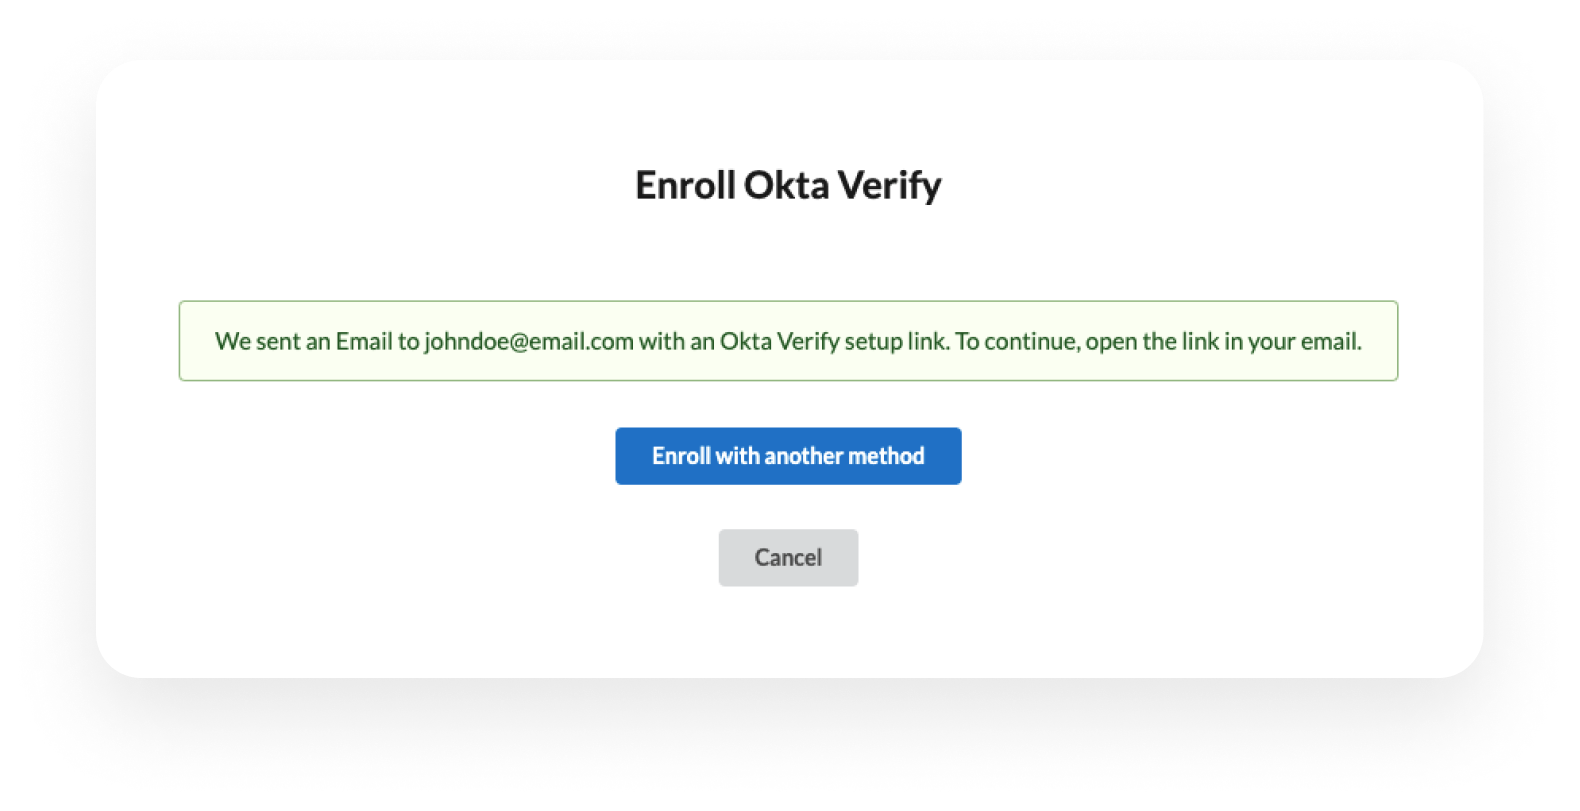 Enroll Okta Verify
We sent an Email to johndoe@email.com with an Okta Verify setup link. To continue, open the link in your email.
Enroll with another method
Cancel